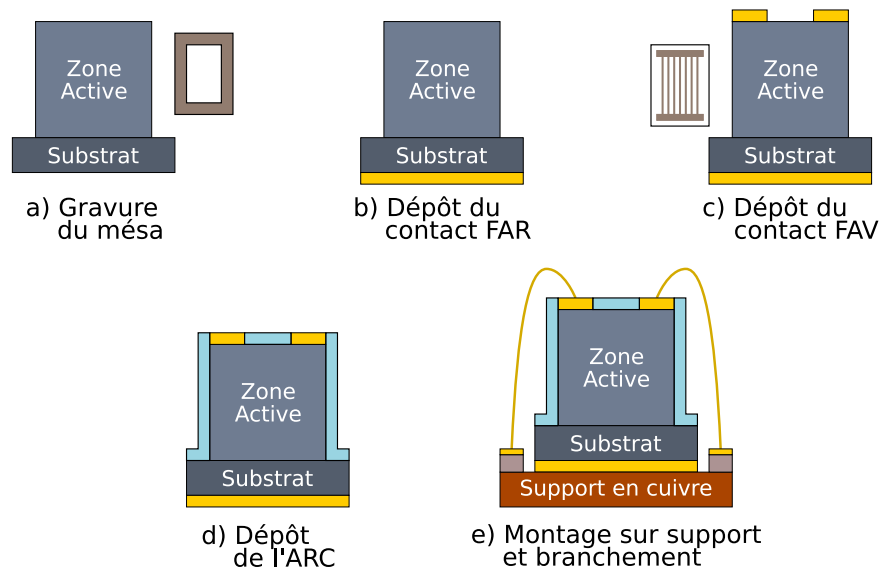 Zone
Active
Substrat
a) Gravure
du mésa
Zone
Active
Substrat
b) Dépôt du
contact FAR
Zone
Active
Substrat
c) Dépôt du
contact FAV
Zone
Active
Substrat
d) Dépôt
de l'ARC
Zone
Active
Substrat
Support en cuivre
e) Montage sur support
et branchement